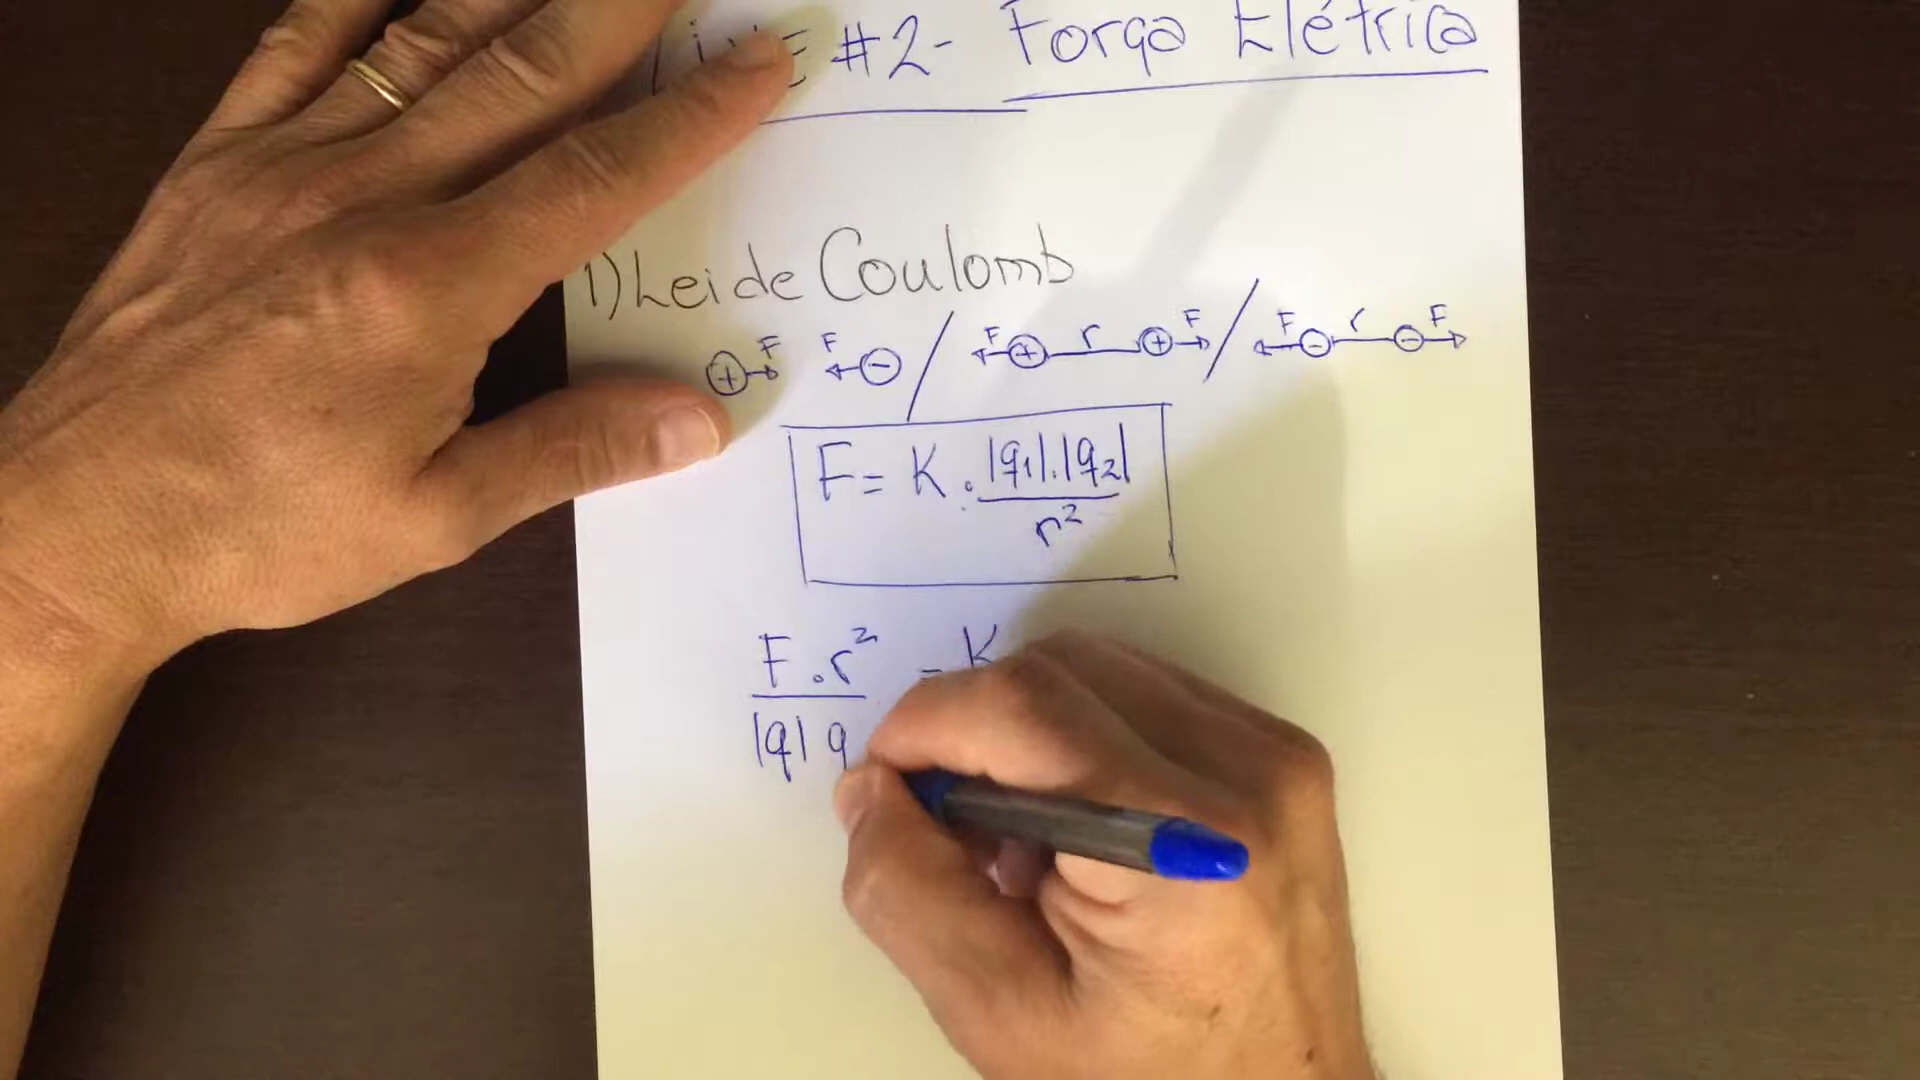 #2- Força Elétrica
1) Lei de Coulomb
+ F F - / F + r + F / F - r - F
F = K . |q1|.|q2|
r²
F.r² = K
|q| q